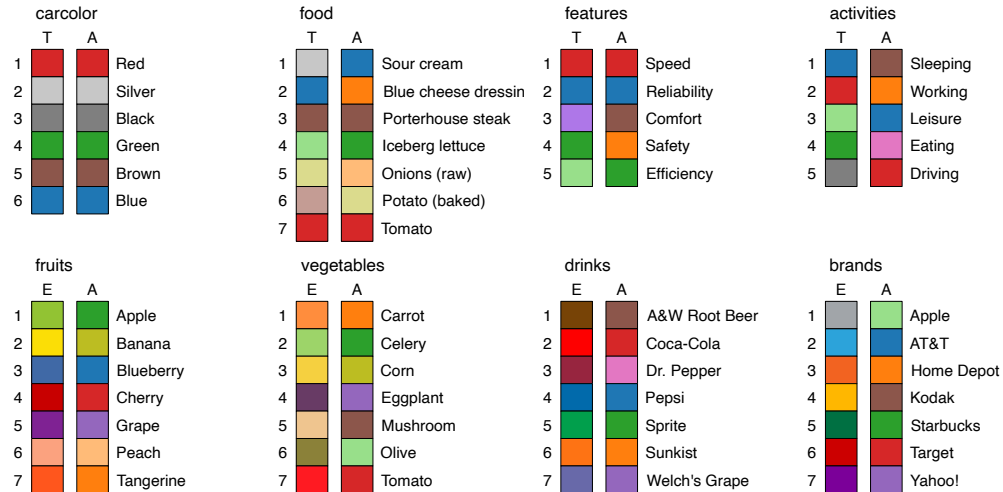 carcolor
T A
1 Red
2 Silver
3 Black
4 Green
5 Brown
6 Blue
food
T A
1 Sour cream
2 Blue cheese dressin
3 Porterhouse steak
4 Iceberg lettuce
5 Onions (raw)
6 Potato (baked)
7 Tomato
features
T A
1 Speed
2 Reliability
3 Comfort
4 Safety
5 Efficiency
activities
T A
1 Sleeping
2 Working
3 Leisure
4 Eating
5 Driving
fruits
E A
1 Apple
2 Banana
3 Blueberry
4 Cherry
5 Grape
6 Peach
7 Tangerine
vegetables
E A
1 Carrot
2 Celery
3 Corn
4 Eggplant
5 Mushroom
6 Olive
7 Tomato
drinks
E A
1 A&W Root Beer
2 Coca-Cola
3 Dr. Pepper
4 Pepsi
5 Sprite
6 Sunkist
7 Welch's Grape
brands
E A
1 Apple
2 AT&T
3 Home Depot
4 Kodak
5 Starbucks
6 Target
7 Yahoo!